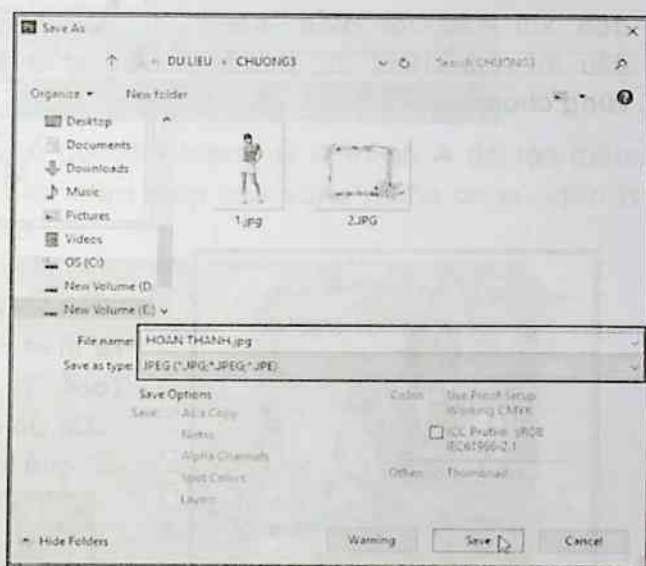 Save As
DU LIEU › CHUONG3
Search CHUONG3
Organize
New folder
Desktop
Documents
Downloads
Music
Pictures
Videos
OS (C:)
New Volume (D:
New Volume (E:)
1.jpg
2.JPG
File name: HOAN THANH.jpg
Save as type: JPEG (*.JPG;*.JPEG;*.JPE)
Save Options
Save: As a Copy
Notes
Alpha Channels
Spot Colors
Layers
Color: Use Proof Setup:
Working CMYK
ICC Profile: sRGB
IEC61966-2.1
Other: Thumbnail
Hide Folders
Warning
Save
Cancel